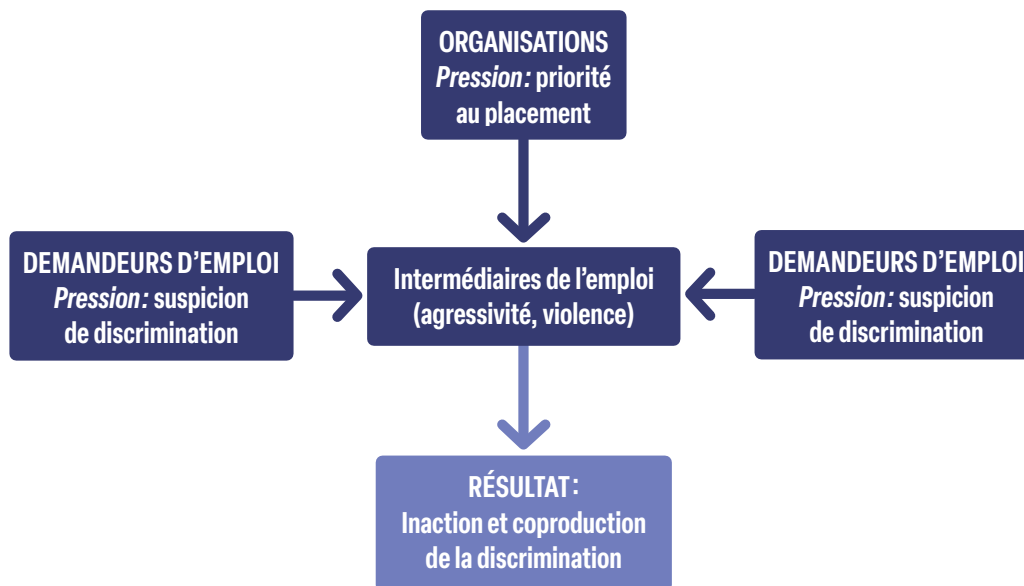 ORGANISATIONS
Pression : priorité
au placement
DEMANDEURS D'EMPLOI
Pression : suspicion
de discrimination
Intermédiaires de l'emploi
(agressivité, violence)
DEMANDEURS D'EMPLOI
Pression : suspicion
de discrimination
RÉSULTAT :
Inaction et coproduction
de la discrimination